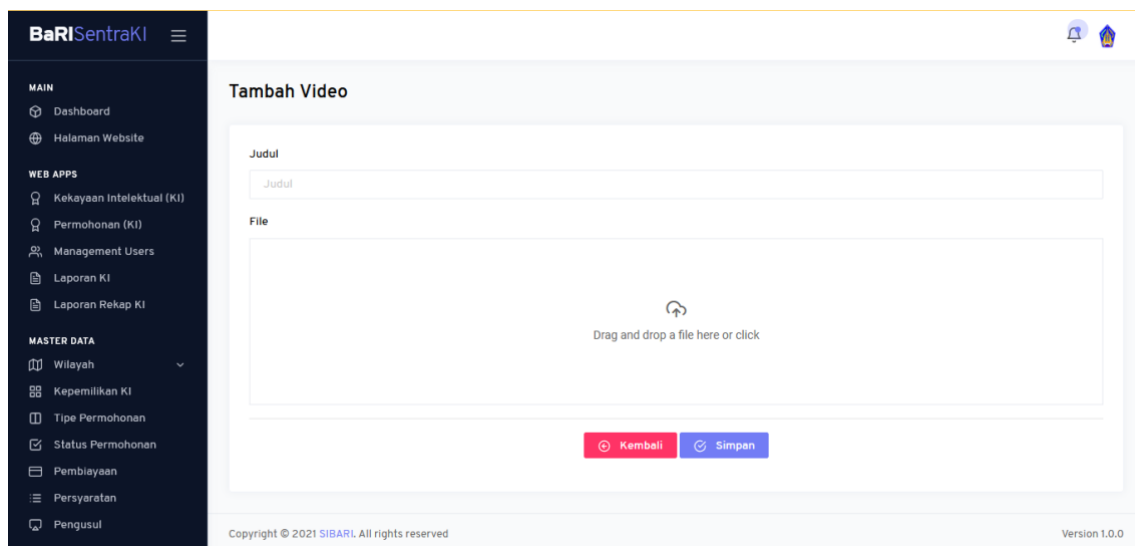 BaRISentraKI
MAIN
Dashboard
Halaman Website
WEB APPS
Kekayaan Intelektual (KI)
Permohonan (KI)
Management Users
Laporan KI
Laporan Rekap KI
MASTER DATA
Wilayah
Kepemilikan KI
Tipe Permohonan
Status Permohonan
Pembiayaan
Persyaratan
Pengusul
Tambah Video
Judul
Judul
File
Drag and drop a file here or click
Kembali
Simpan
Copyright © 2021 SIBARI. All rights reserved
Version 1.0.0